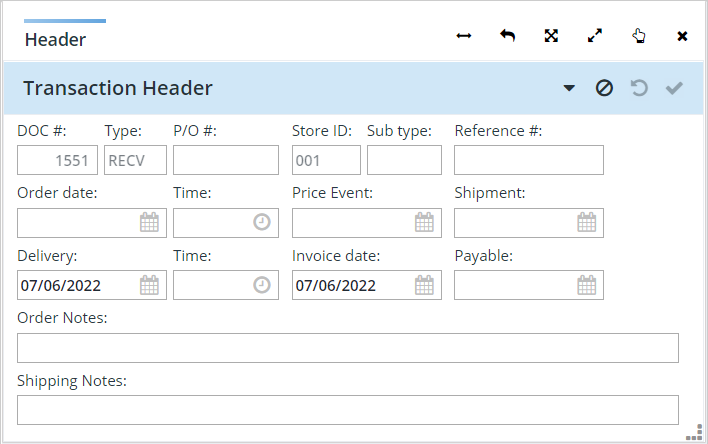 Header
Transaction Header
DOC #: Type: P/O #: Store ID: Sub type: Reference #:
1551 RECV 001
Order date: Time: Price Event: Shipment:
Delivery: Time: Invoice date: Payable:
07/06/2022 07/06/2022
Order Notes:
Shipping Notes: